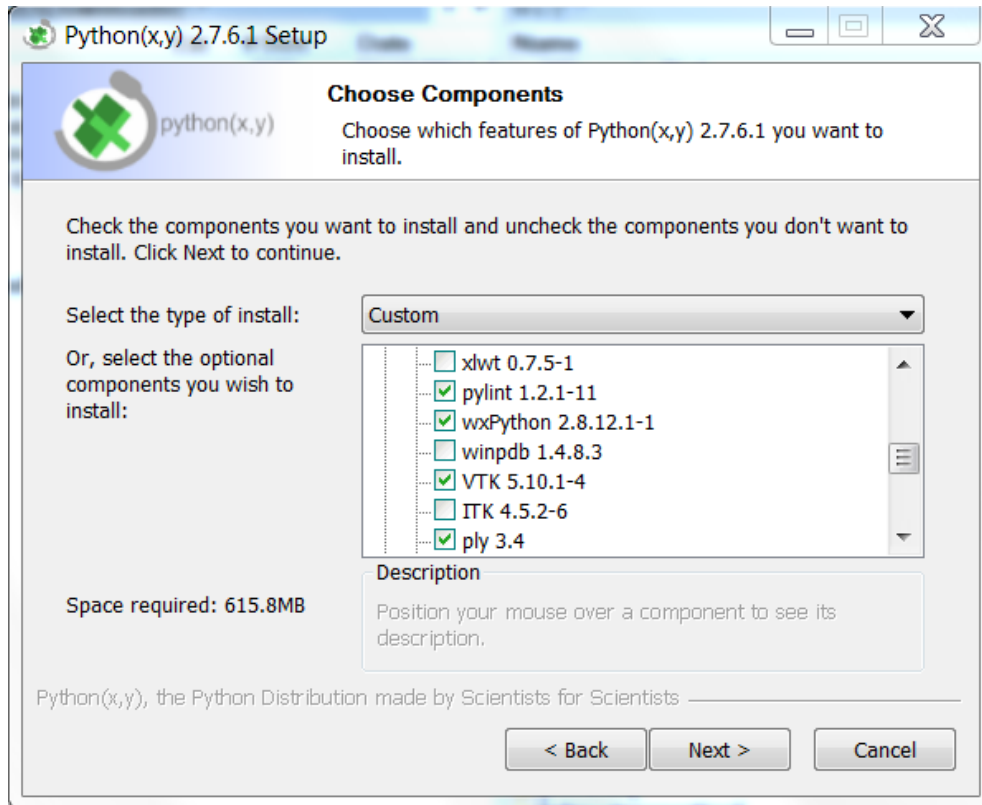 Python(x,y) 2.7.6.1 Setup
python(x,y)
Choose Components
Choose which features of Python(x,y) 2.7.6.1 you want to
install.
Check the components you want to install and uncheck the components you don't want to
install. Click Next to continue.
Select the type of install:
Custom
Or, select the optional
components you wish to
install:
xlwt 0.7.5-1
pylint 1.2.1-11
wxPython 2.8.12.1-1
winpdb 1.4.8.3
VTK 5.10.1-4
ITK 4.5.2-6
ply 3.4
Space required: 615.8MB
Description
Position your mouse over a component to see its
description.
Python(x,y), the Python Distribution made by Scientists for Scientists
< Back
Next >
Cancel